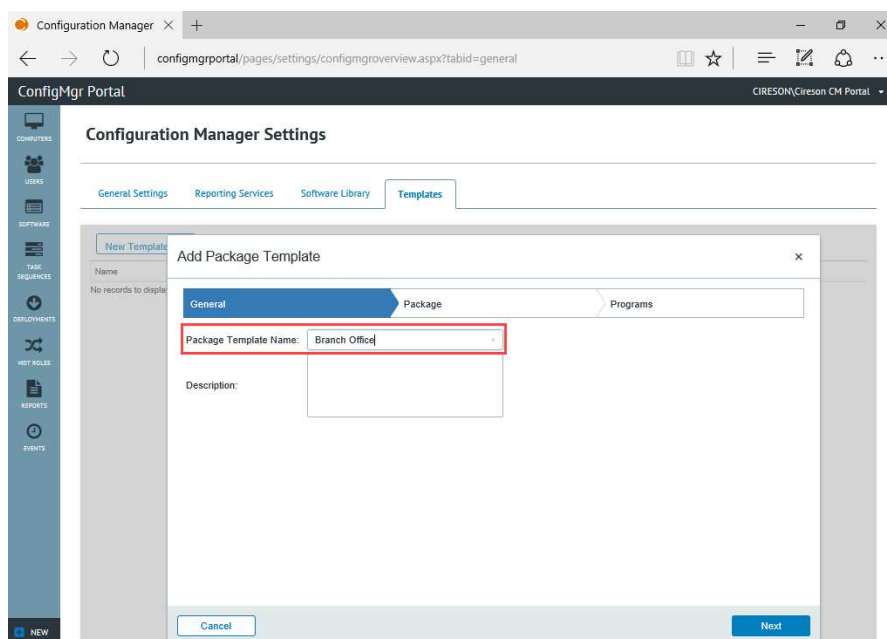 Configuration Manager
configmgrportal/pages/settings/configmgroverview.aspx?tabid=general
ConfigMgr Portal
CIRESON\Cireson CM Portal
COMPUTERS
USERS
SOFTWARE
TASK
SEQUENCES
DEPLOYMENTS
MDT ROLES
REPORTS
EVENTS
NEW
Configuration Manager Settings
General Settings
Reporting Services
Software Library
Templates
New Template
Name
No records to display
Add Package Template
General
Package
Programs
Package Template Name: Branch Office
Description:
Cancel
Next